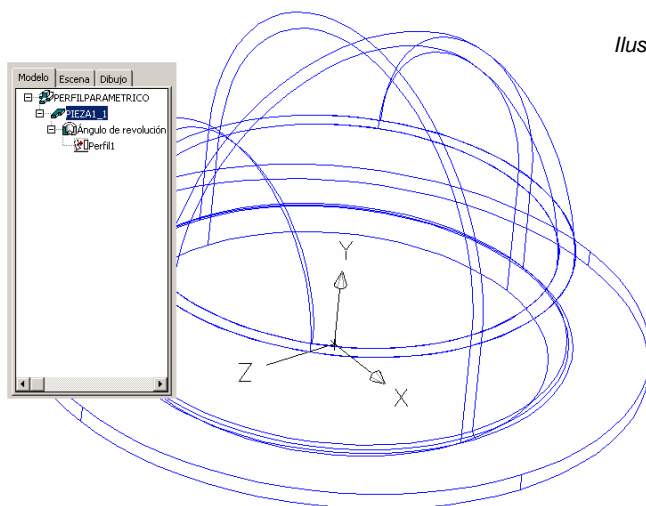 Ilus
Modelo Escena Dibujo
PERFILPARAMETRICO
PIEZA1_1
Ángulo de revolución
Perfil1
Y
Z
X